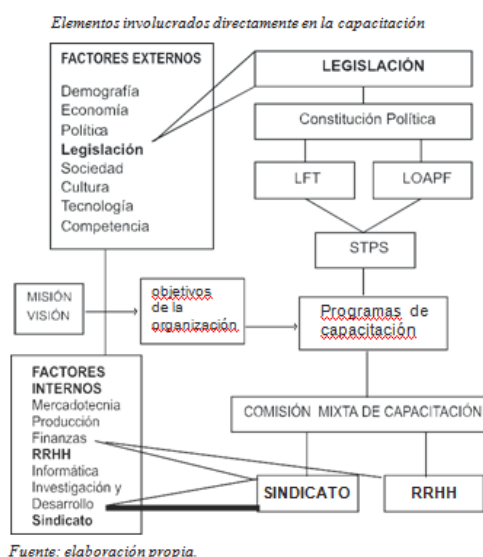 Elementos involucrados directamente en la capacitación
FACTORES EXTERNOS
Demografía
Economía
Política
Legislación
Sociedad
Cultura
Tecnología
Competencia
LEGISLACIÓN
Constitución Política
LFT
LOAPF
STPS
MISIÓN
VISIÓN
objetivos
de la
organización
Programas de
capacitación
FACTORES
INTERNOS
Mercadotecnia
Producción
Finanzas
RRHH
Informática
Investigación y
Desarrollo
Sindicato
COMISIÓN MIXTA DE CAPACITACIÓN
SINDICATO
RRHH
Fuente: elaboración propia.